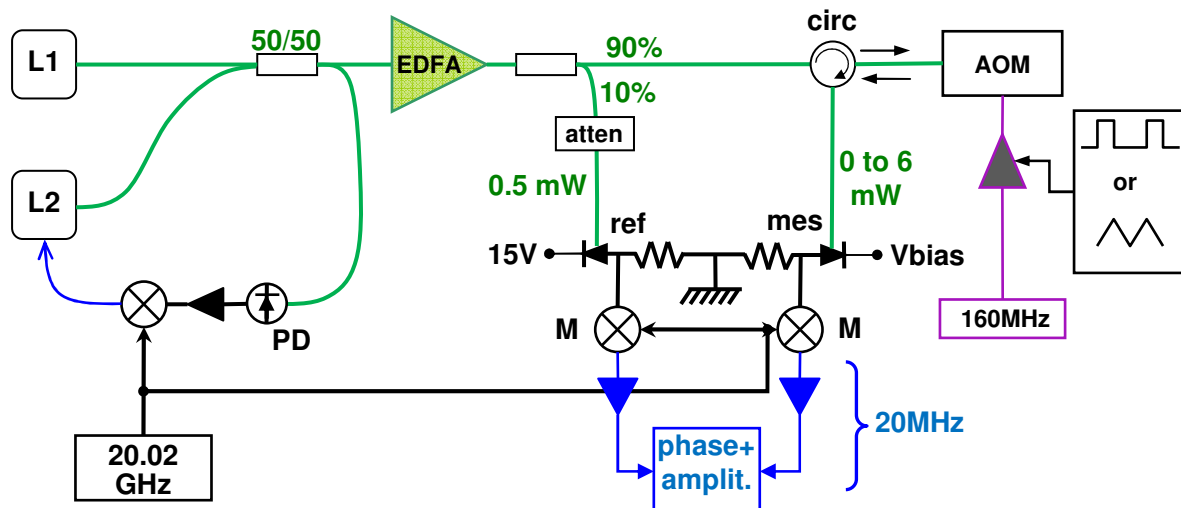 circ
50/50
L1
EDFA
90%
AOM
10%
atten
0 to 6
mW
or
L2
0.5 mW
ref
mes
15V
Vbias
160MHz
PD
M
M
20MHz
20.02
GHz
phase+
amplit.